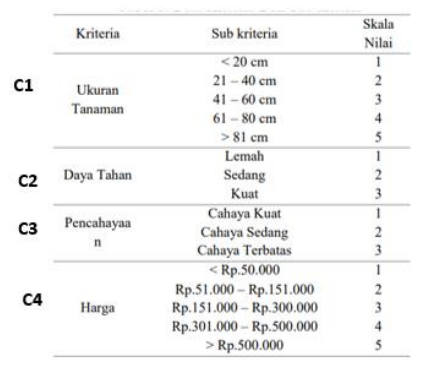 Kriteria Sub kriteria Skala Nilai
C1 Ukuran Tanaman
< 20 cm 1
21 – 40 cm 2
41 – 60 cm 3
61 – 80 cm 4
> 81 cm 5
C2 Daya Tahan
Lemah 1
Sedang 2
Kuat 3
C3 Pencahayaa n
Cahaya Kuat 1
Cahaya Sedang 2
Cahaya Terbatas 3
C4 Harga
< Rp.50.000 1
Rp.51.000 – Rp.151.000 2
Rp.151.000 – Rp.300.000 3
Rp.301.000 – Rp.500.000 4
> Rp.500.000 5